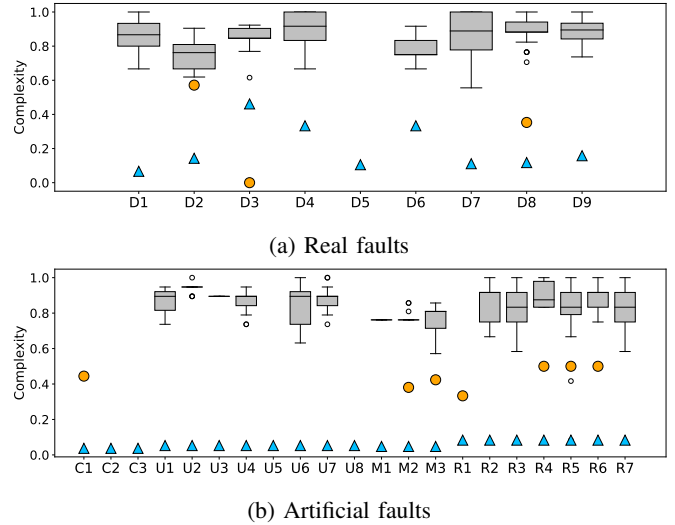 1.0
0.8
0.6
0.4
0.2
0.0
Complexity
D1 D2 D3 D4 D5 D6 D7 D8 D9
(a) Real faults
1.0
0.8
0.6
0.4
0.2
0.0
Complexity
C1 C2 C3 U1 U2 U3 U4 U5 U6 U7 U8 M1 M2 M3 R1 R2 R3 R4 R5 R6 R7
(b) Artificial faults